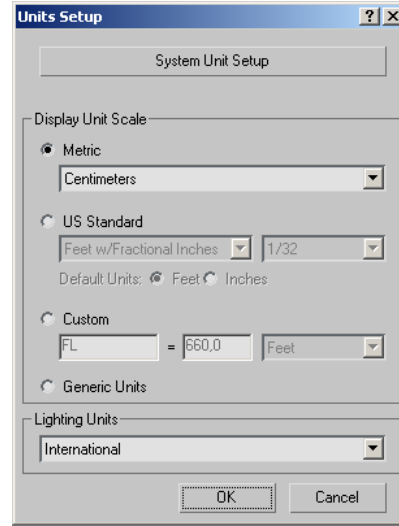 Units Setup
System Unit Setup
Display Unit Scale
Metric
Centimeters
US Standard
Feet w/Fractional Inches 1/32
Default Units: Feet Inches
Custom
FL = 660,0 Feet
Generic Units
Lighting Units
International
OK Cancel